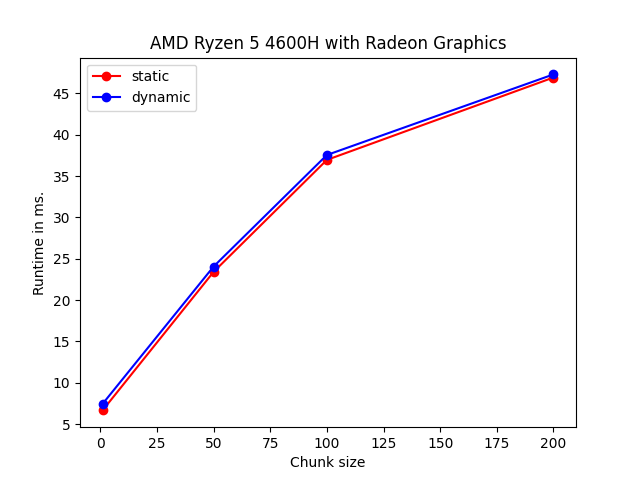 AMD Ryzen 5 4600H with Radeon Graphics
static
dynamic
45
40
35
30
25
20
15
10
5
Runtime in ms.
0 25 50 75 100 125 150 175 200
Chunk size